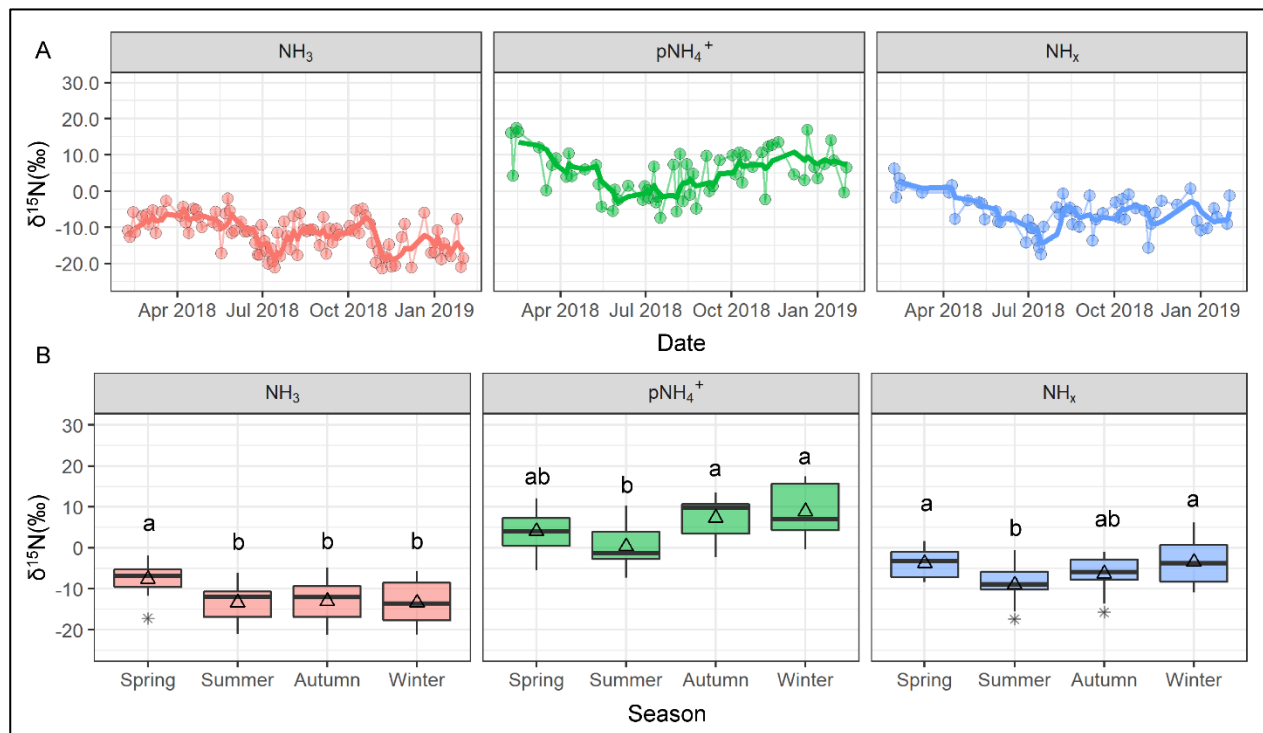 A
NH₃ pNH₄⁺ NHₓ
δ¹⁵N(‰)
30.0
20.0
10.0
0.0
-10.0
-20.0
Apr 2018 Jul 2018 Oct 2018 Jan 2019 Apr 2018 Jul 2018 Oct 2018 Jan 2019 Apr 2018 Jul 2018 Oct 2018 Jan 2019
Date
B
NH₃ pNH₄⁺ NHₓ
δ¹⁵N(‰)
30
20
10
0
-10
-20
a b b b
ab b a a
a b ab a
Spring Summer Autumn Winter Spring Summer Autumn Winter Spring Summer Autumn Winter
Season